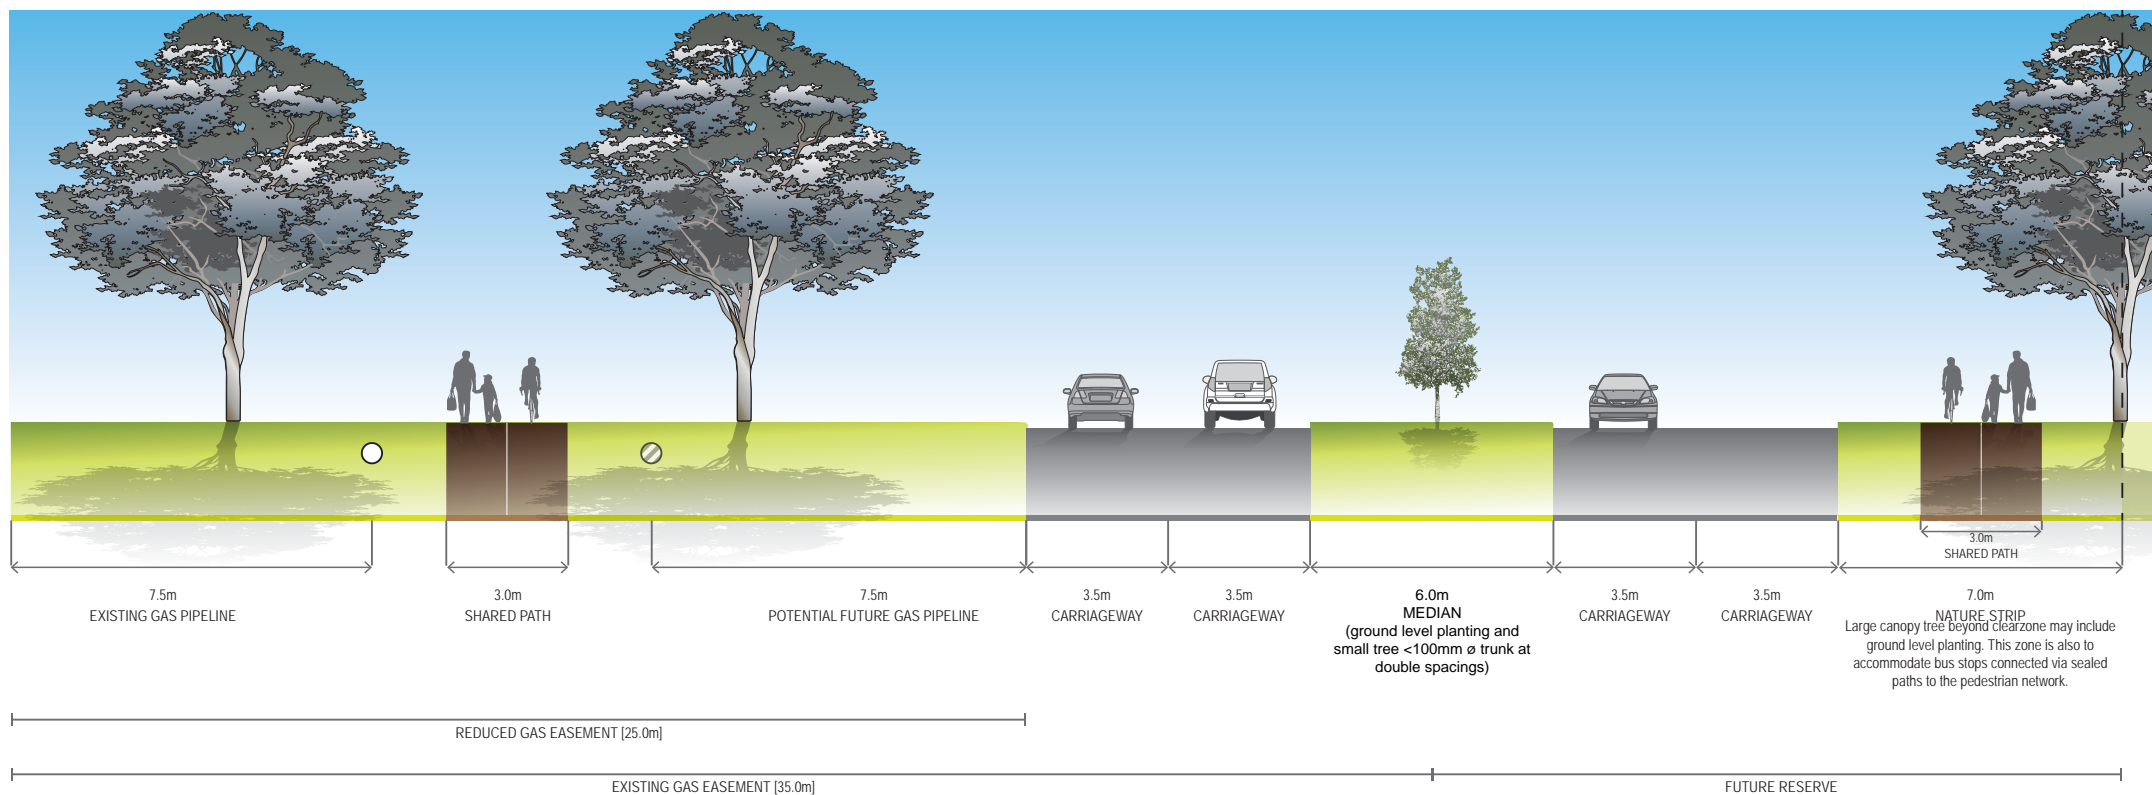 3.0m
SHARED PATH
7.5m
EXISTING GAS PIPELINE
3.0m
SHARED PATH
7.5m
POTENTIAL FUTURE GAS PIPELINE
3.5m
CARRIAGEWAY
3.5m
CARRIAGEWAY
6.0m
MEDIAN
(ground level planting and
small tree <100mm ø trunk at
double spacings)
3.5m
CARRIAGEWAY
3.5m
CARRIAGEWAY
7.0m
NATURE STRIP
Large canopy tree beyond clearzone may include
ground level planting. This zone is also to
accommodate bus stops connected via sealed
paths to the pedestrian network.
REDUCED GAS EASEMENT [25.0m]
EXISTING GAS EASEMENT [35.0m]
FUTURE RESERVE